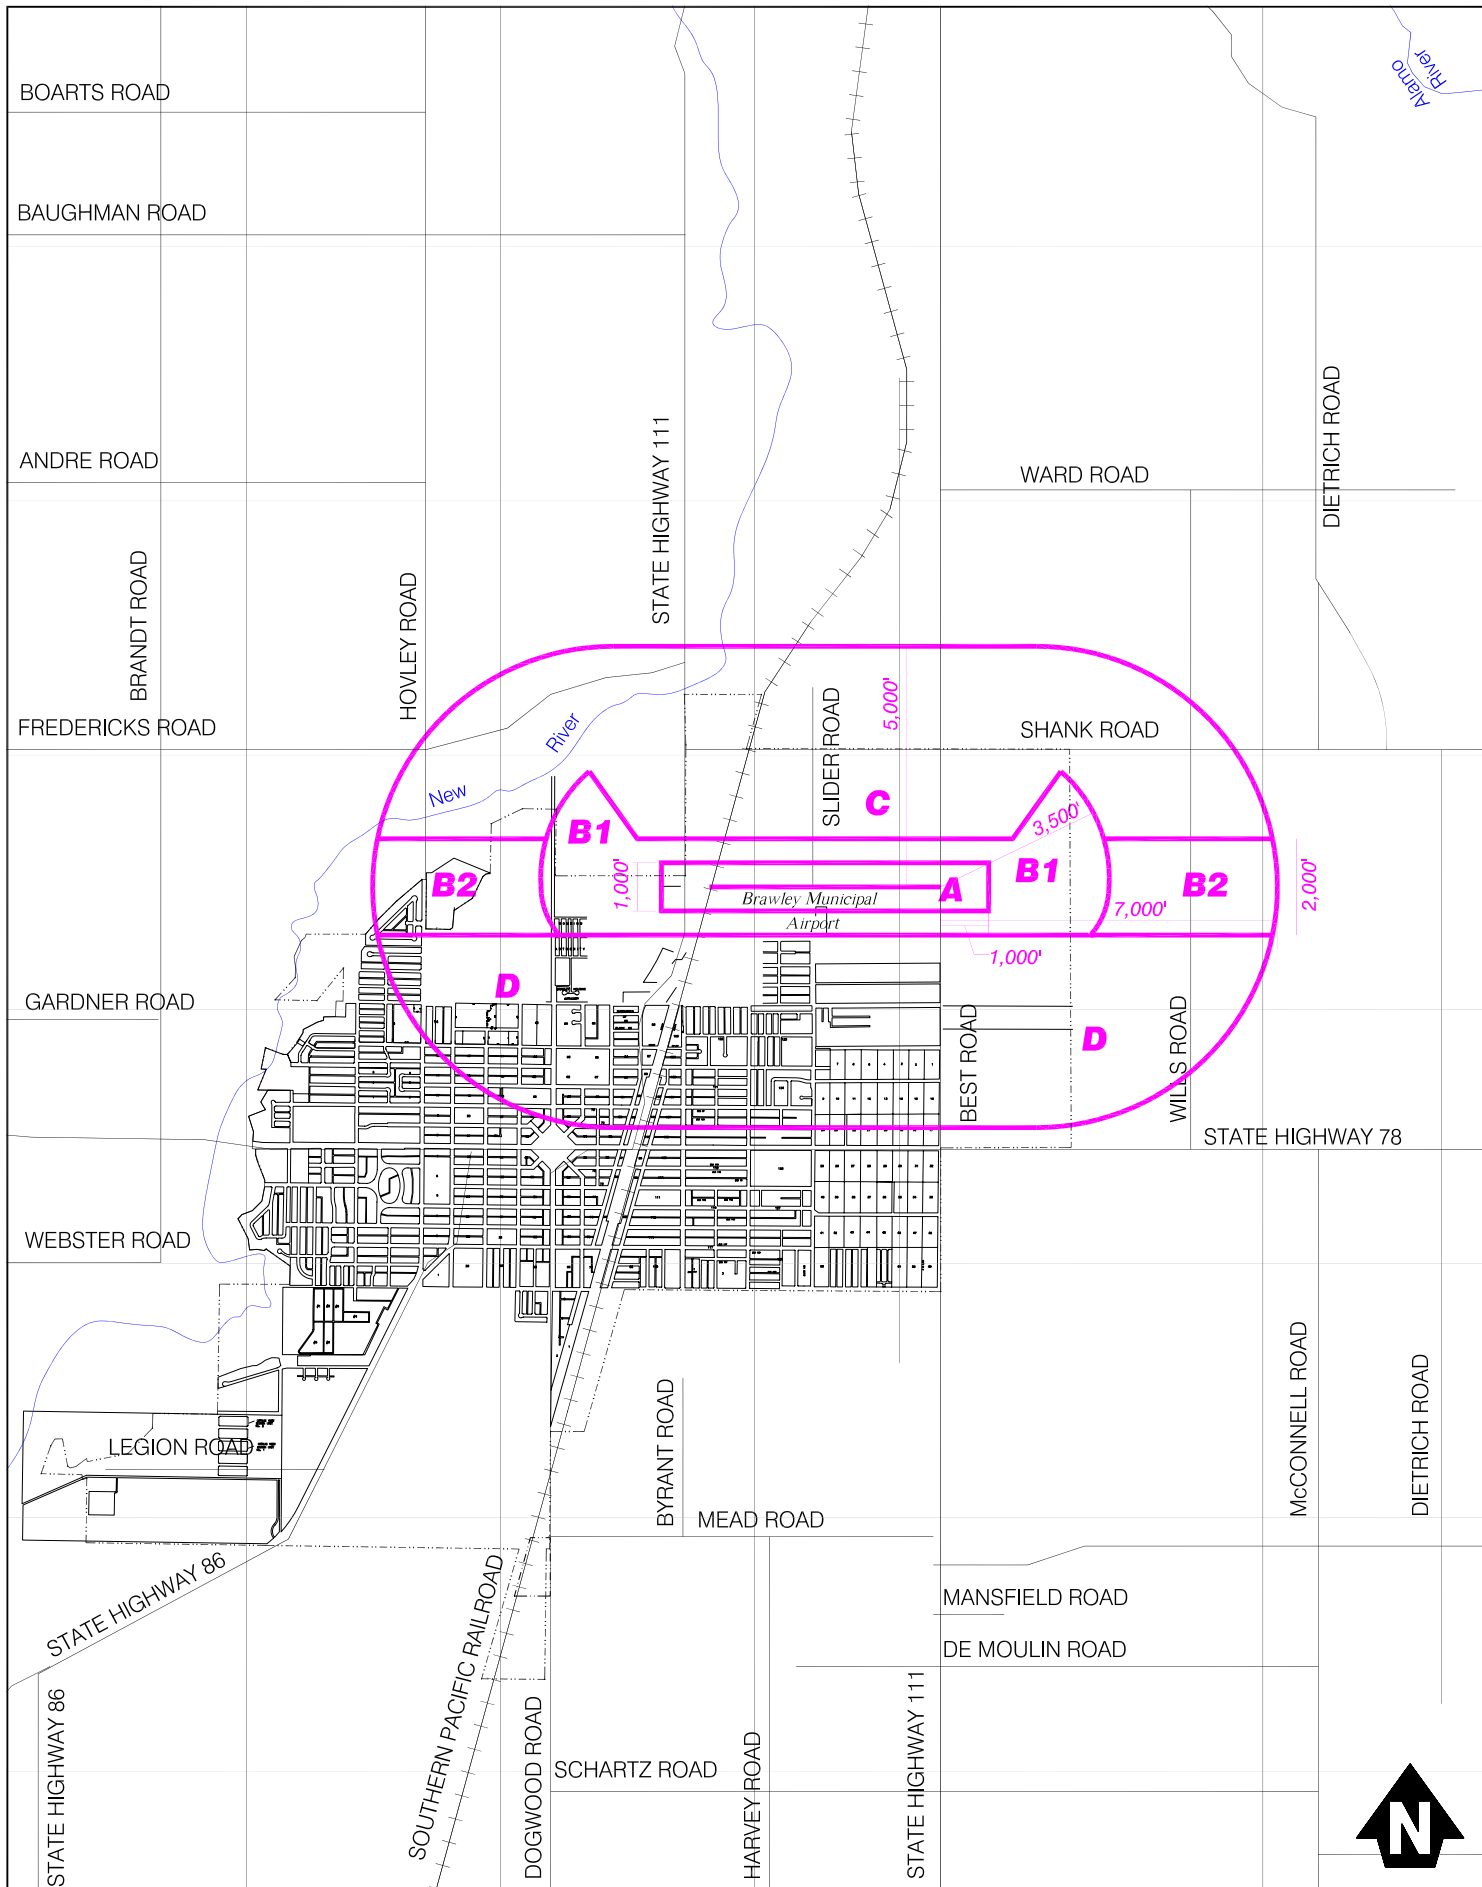 BOARTS ROAD
Alamo
River
BAUGHMAN ROAD
ANDRE ROAD
STATE HIGHWAY 111
WARD ROAD
DIETRICH ROAD
BRANDT ROAD
HOVLEY ROAD
FREDERICKS ROAD
River
New
SLIDER ROAD
5,000'
SHANK ROAD
C
B1
3,500'
B1
B2
1,000'
A
B2
2,000'
Brawley Municipal
Airport
7,000'
1,000'
D
GARDNER ROAD
BEST ROAD
D
WILLS ROAD
STATE HIGHWAY 78
WEBSTER ROAD
LEGION ROAD
BYRANT ROAD
McCONNELL ROAD
DIETRICH ROAD
MEAD ROAD
STATE HIGHWAY 86
MANSFIELD ROAD
DE MOULIN ROAD
STATE HIGHWAY 86
SOUTHERN PACIFIC RAILROAD
DOGWOOD ROAD
SCHARTZ ROAD
HARVEY ROAD
STATE HIGHWAY 111
N